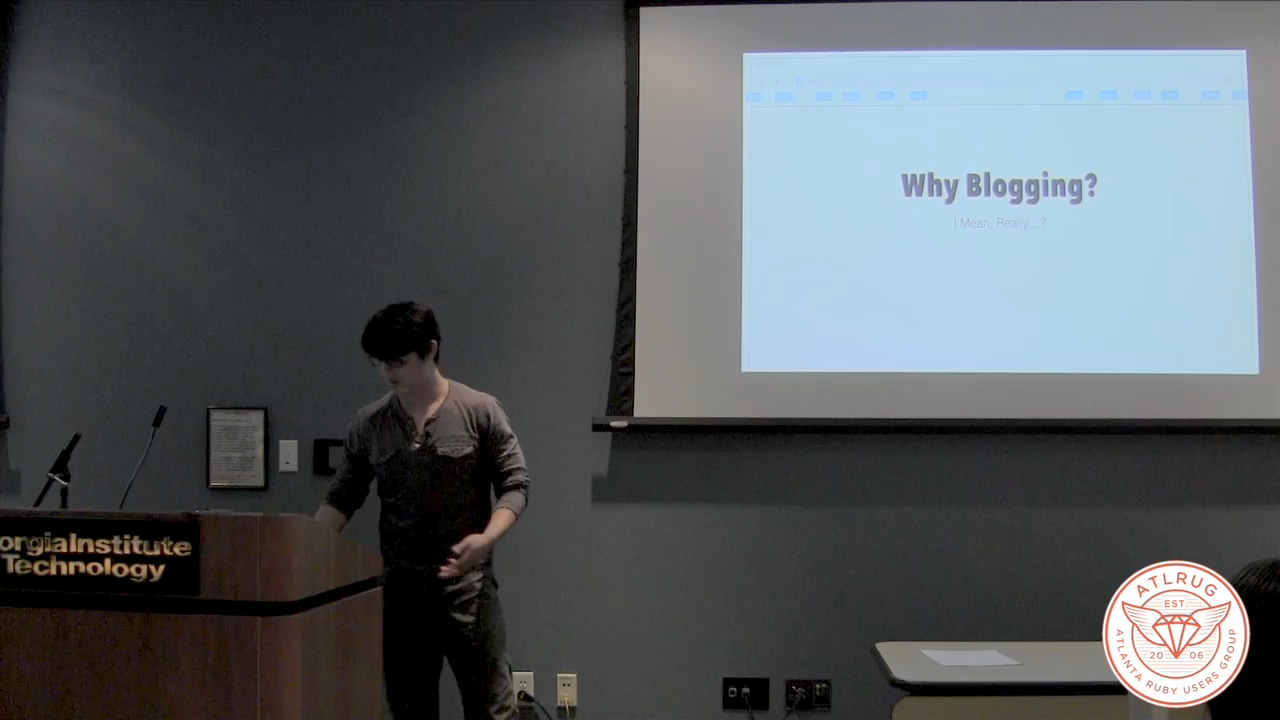 Why Blogging?
I Mean, Really...?
orgiaInstitute
Technology
ATLRUG
EST.
20 06
ATLANTA RUBY USERS GROUP